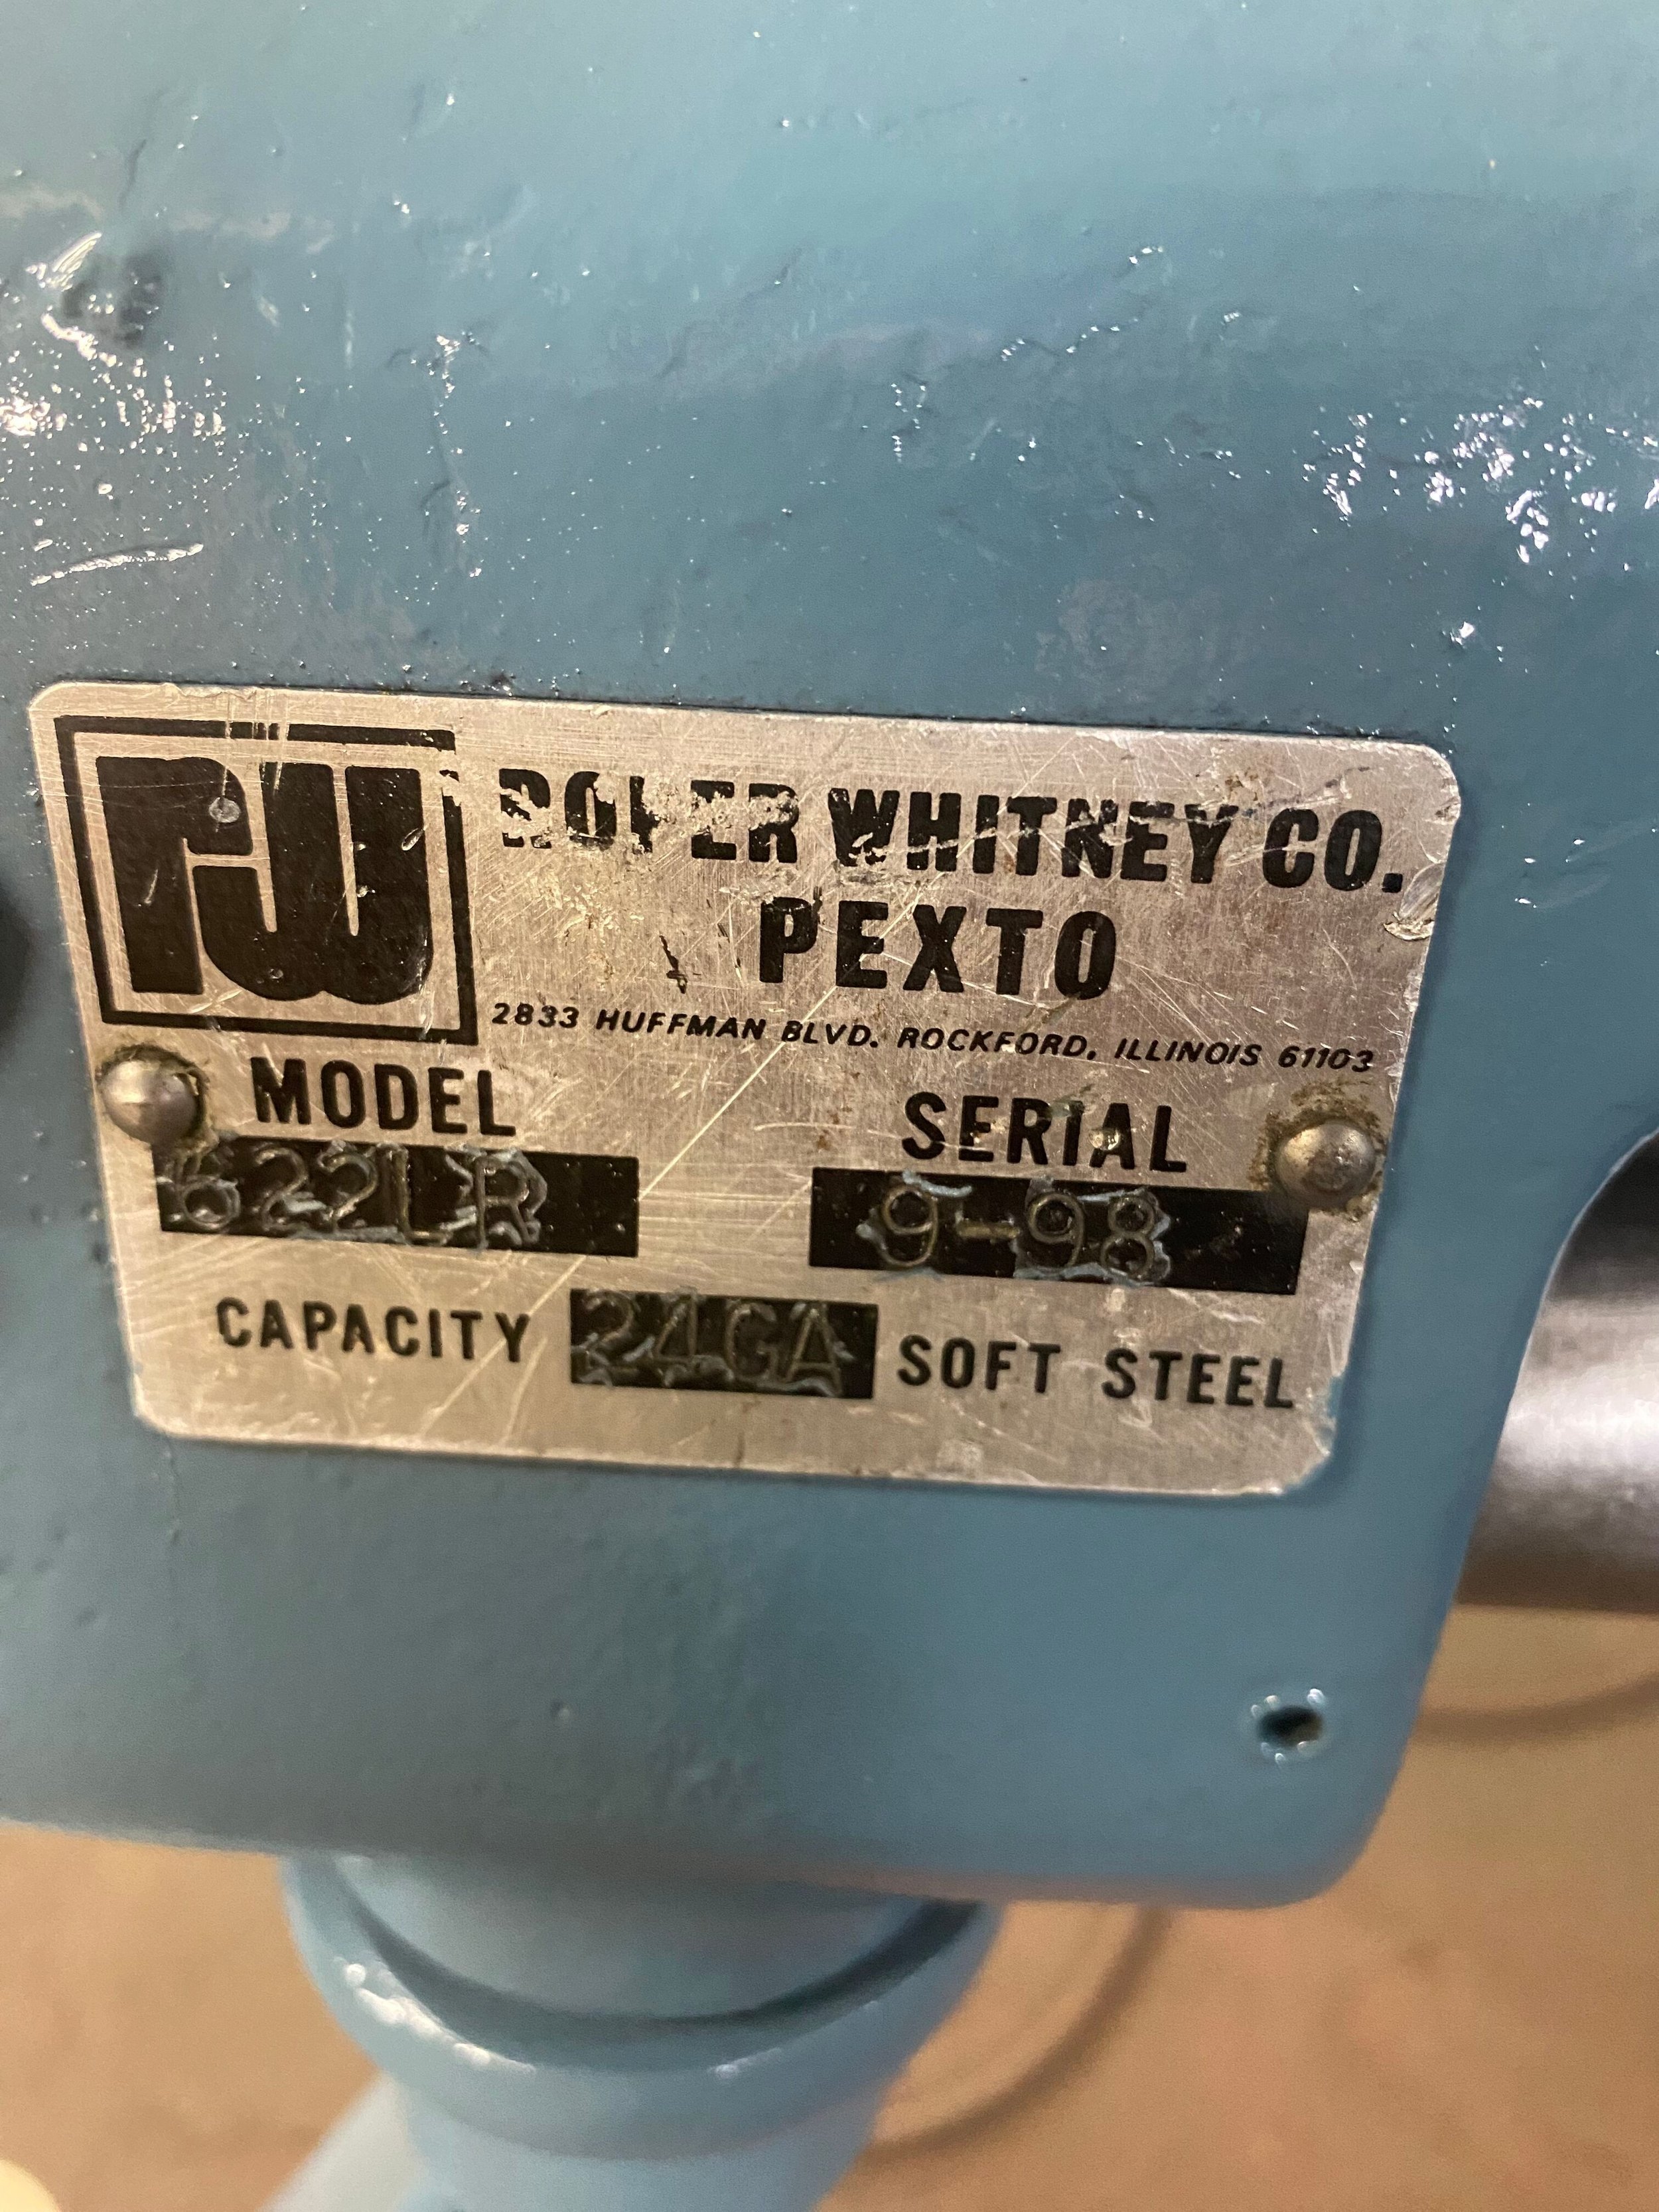 rw
ROPER WHITNEY CO.
PEXTO
2833 HUFFMAN BLVD. ROCKFORD, ILLINOIS 61103
MODEL
622LR
SERIAL
9-98
CAPACITY 24GA SOFT STEEL